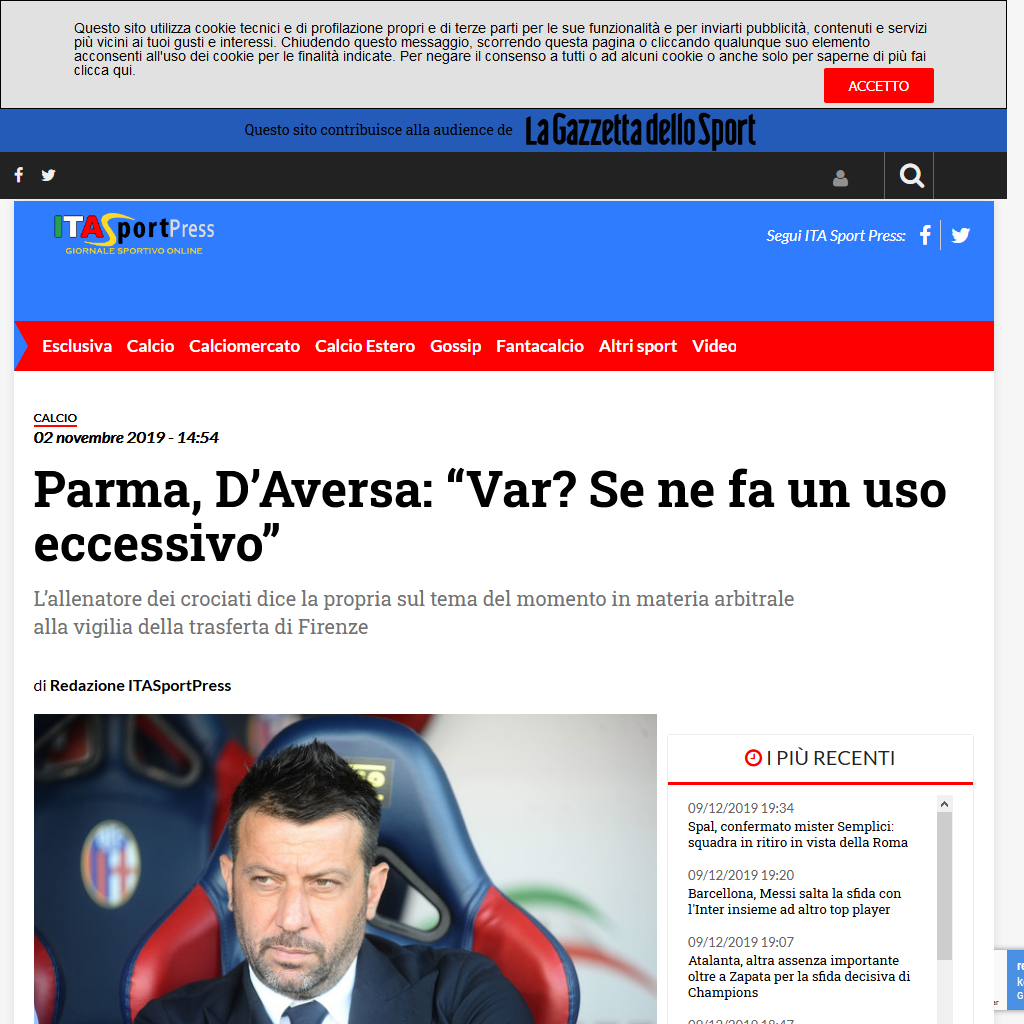 Questo sito utilizza cookie tecnici e di profilazione propri e di terze parti per le sue funzionalità e per inviarti pubblicità, contenuti e servizi
più vicini ai tuoi gusti e interessi. Chiudendo questo messaggio, scorrendo questa pagina o cliccando qualunque suo elemento
acconsenti all'uso dei cookie per le finalità indicate. Per negare il consenso a tutti o ad alcuni cookie o anche solo per saperne di più fai
clicca qui.
ACCETTO
Questo sito contribuisce alla audience de La Gazzetta dello Sport
ITASportPress
GIORNALE SPORTIVO ONLINE
Segui ITA Sport Press:
Esclusiva Calcio Calciomercato Calcio Estero Gossip Fantacalcio Altri sport Video
CALCIO
02 novembre 2019 - 14:54
Parma, D’Aversa: “Var? Se ne fa un uso
eccessivo”
L’allenatore dei crociati dice la propria sul tema del momento in materia arbitrale
alla vigilia della trasferta di Firenze
di Redazione ITASportPress
I PIÙ RECENTI
09/12/2019 19:34
Spal, confermato mister Semplici:
squadra in ritiro in vista della Roma
09/12/2019 19:20
Barcellona, Messi salta la sfida con
l'Inter insieme ad altro top player
09/12/2019 19:07
Atalanta, altra assenza importante
oltre a Zapata per la sfida decisiva di
Champions